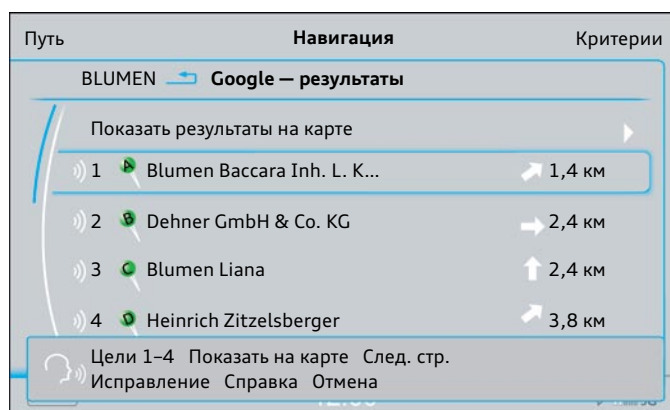 Путь Навигация Критерии
BLUMEN Google — результаты
Показать результаты на карте
1 A Blumen Baccara Inh. L. K... 1,4 км
2 B Dehner GmbH & Co. KG 2,4 км
3 C Blumen Liana 2,4 км
4 D Heinrich Zitzelsberger 3,8 км
Цели 1–4 Показать на карте След. стр.
Исправление Справка Отмена